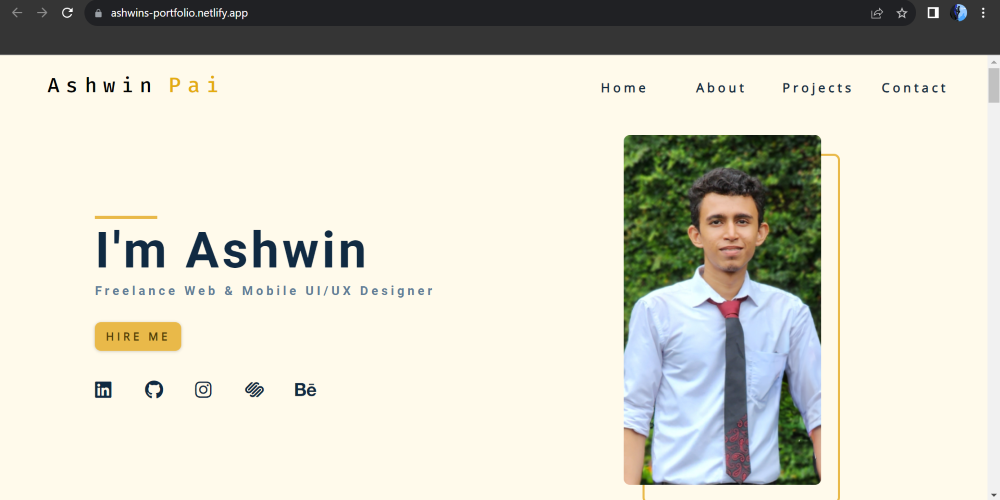 ashwins-portfolio.netlify.app
Ashwin Pai
Home About Projects Contact
I'm Ashwin
Freelance Web & Mobile UI/UX Designer
HIRE ME
in
Bē